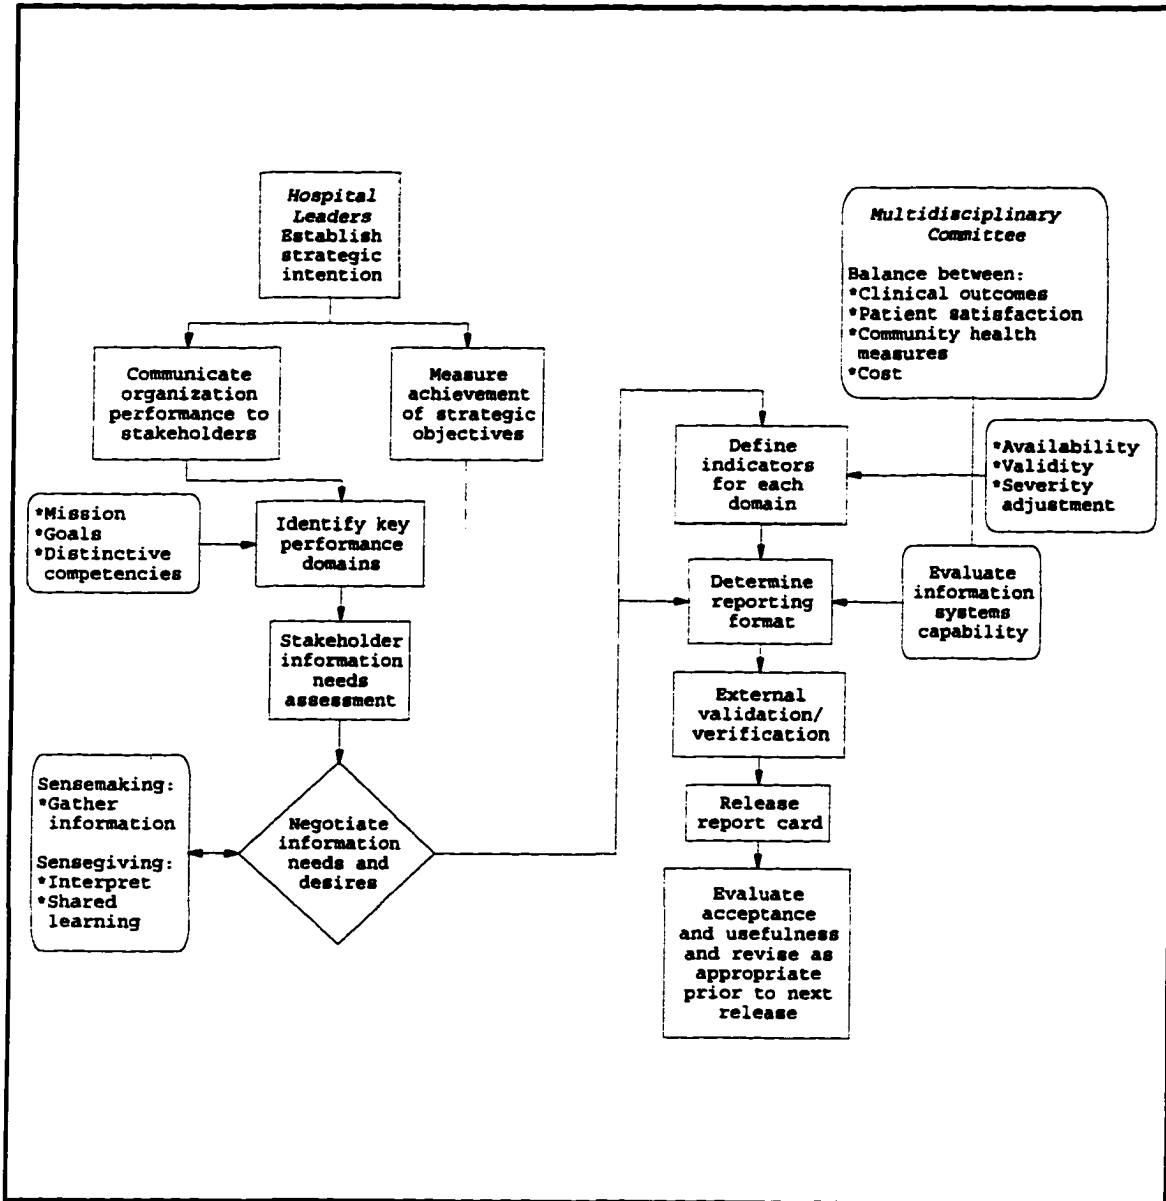 Hospital
Leaders
Establish
strategic
intention
Communicate
organization
performance to
stakeholders
Measure
achievement
of strategic
objectives
*Mission
*Goals
*Distinctive
competencies
Identify key
performance
domains
Stakeholder
information
needs
assessment
Sensemaking:
*Gather
information
Sensegiving:
*Interpret
*Shared
learning
Negotiate
information
needs and
desires
Multidisciplinary
Committee
Balance between:
*Clinical outcomes
*Patient satisfaction
*Community health
measures
*Cost
Define
indicators
for each
domain
*Availability
*Validity
*Severity
adjustment
Determine
reporting
format
Evaluate
information
systems
capability
External
validation/
verification
Release
report card
Evaluate
acceptance
and usefulness
and revise as
appropriate
prior to next
release